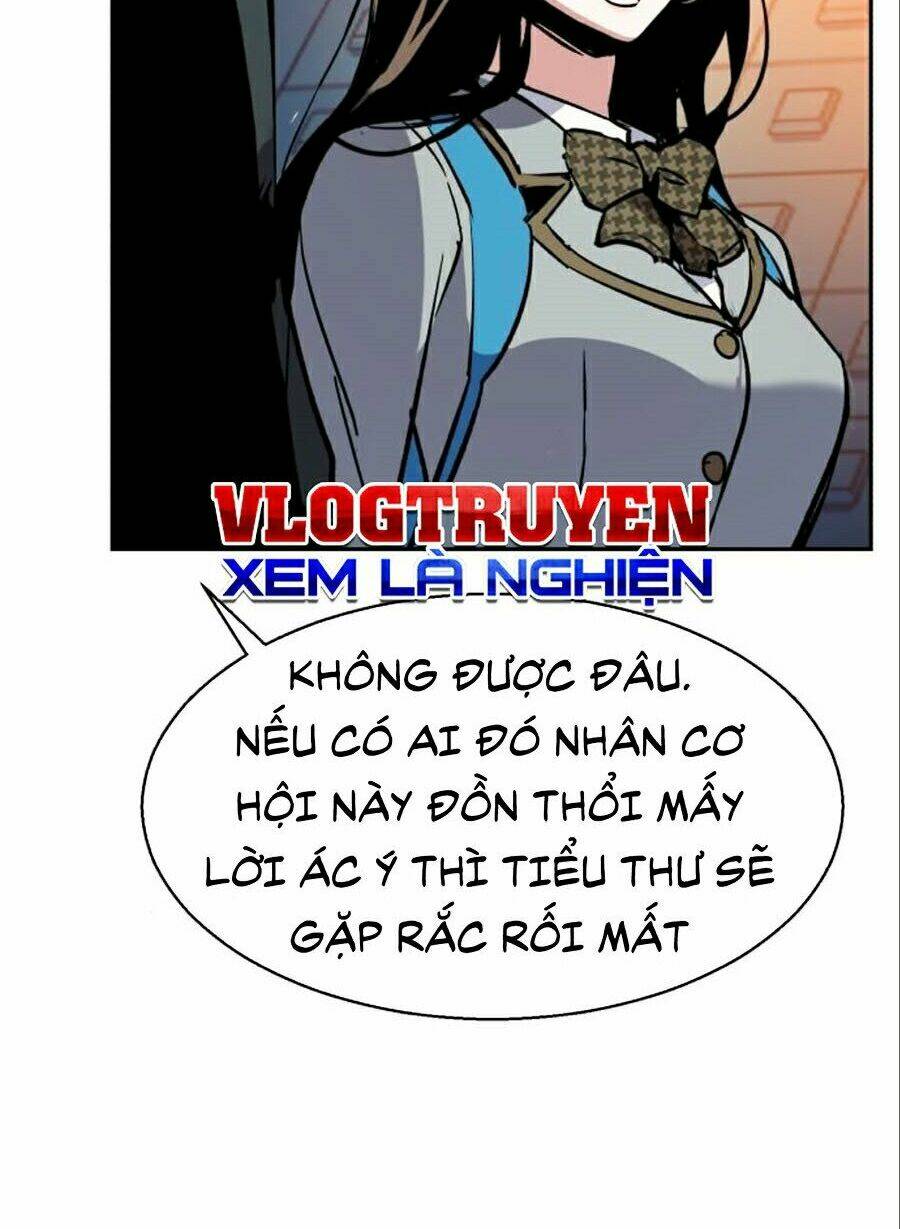 VLOGTRUYEN
XEM LÀ NGHIỆN
KHÔNG ĐƯỢC ĐÂU.
NẾU CÓ AI ĐÓ NHÂN CƠ
HỘI NÀY ĐỒN THỔI MẤY
LỜI ÁC Ý THÌ TIỂU THƯ SẼ
GẶP RẮC RỐI MẤT